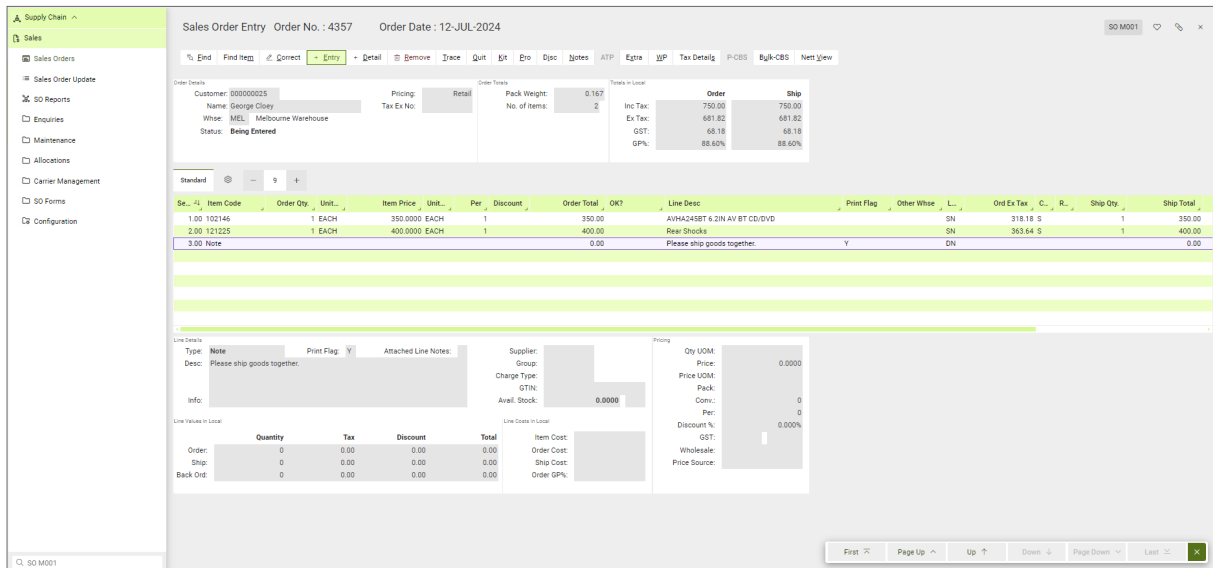 Supply Chain
Sales
Sales Orders
Sales Order Update
SO Reports
Enquiries
Maintenance
Allocations
Carrier Management
SO Forms
Configuration
SO M001
Sales Order Entry Order No. : 4357 Order Date : 12-JUL-2024 SO M001
Find Find Item Correct + Entry + Detail Remove Trace Quit Kit Pro Disc Notes ATP Extra WP Tax Details P-CBS Bulk-CBS Nett View
Order Details Order Totals Totals in Local
Customer: 000000025 Pricing: Retail Pack Weight: 0.167 Order Ship
Name: George Cloey Tax Ex No: No. of items: 2 Inc Tax: 750.00 750.00
Whse: MEL Melbourne Warehouse Ex Tax: 681.82 681.82
Status: Being Entered GST: 68.18 68.18
GP%: 88.60% 88.60%
Standard − 9 +
Se... Item Code Order Qty. Unit... Item Price Unit... Per Discount Order Total OK? Line Desc Print Flag Other Whse L... Ord Ex Tax C... R... Ship Qty. Ship Total
1.00 102146 1 EACH 350.0000 EACH 1 350.00 AVHA245BT 6.2IN AV BT CD/DVD SN 318.18 S 1 350.00
2.00 121225 1 EACH 400.0000 EACH 1 400.00 Rear Shocks SN 363.64 S 1 400.00
3.00 Note 0.00 Please ship goods together. Y DN 0.00
Line Details Pricing
Type: Note Print Flag: Y Attached Line Notes: Supplier: Qty UOM:
Desc: Please ship goods together. Group: Price: 0.0000
Charge Type: Price UOM:
GTIN: Pack:
Info: Avail. Stock: 0.0000 Conv.: 0
Per: 0
Line Values in Local Line Costs in Local Discount %: 0.000%
Quantity Tax Discount Total Item Cost: GST:
Order: 0 0.00 0.00 0.00 Order Cost: Wholesale:
Ship: 0 0.00 0.00 0.00 Ship Cost: Price Source:
Back Ord: 0 0.00 0.00 0.00 Order GP%:
First Page Up Up Down Page Down Last